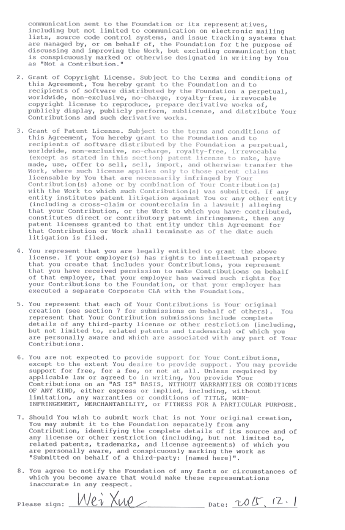 communication sent to the Foundation or its representatives,
including but not limited to communication on electronic mailing
lists, source code control systems, and issue tracking systems that
are managed by, or on behalf of, the Foundation for the purpose of
discussing and improving the Work, but excluding communication that
is conspicuously marked or otherwise designated in writing by You
as "Not a Contribution."
2. Grant of Copyright License. Subject to the terms and conditions of
this Agreement, You hereby grant to the Foundation and to
recipients of software distributed by the Foundation a perpetual,
worldwide, non-exclusive, no-charge, royalty-free, irrevocable
copyright license to reproduce, prepare derivative works of,
publicly display, publicly perform, sublicense, and distribute Your
Contributions and such derivative works.
3. Grant of Patent License. Subject to the terms and conditions of
this Agreement, You hereby grant to the Foundation and to
recipients of software distributed by the Foundation a perpetual,
worldwide, non-exclusive, no-charge, royalty-free, irrevocable
(except as stated in this section) patent license to make, have
made, use, offer to sell, sell, import, and otherwise transfer the
Work, where such license applies only to those patent claims
licensable by You that are necessarily infringed by Your
Contribution(s) alone or by combination of Your Contribution(s)
with the Work to which such Contribution(s) was submitted. If any
entity institutes patent litigation against You or any other entity
(including a cross-claim or counterclaim in a lawsuit) alleging
that your Contribution, or the Work to which you have contributed,
constitutes direct or contributory patent infringement, then any
patent licenses granted to that entity under this Agreement for
that Contribution or Work shall terminate as of the date such
litigation is filed.
4. You represent that you are legally entitled to grant the above
license. If your employer(s) has rights to intellectual property
that you create that includes your Contributions, you represent
that you have received permission to make Contributions on behalf
of that employer, that your employer has waived such rights for
your Contributions to the Foundation, or that your employer has
executed a separate Corporate CLA with the Foundation.
5. You represent that each of Your Contributions is Your original
creation (see section 7 for submissions on behalf of others). You
represent that Your Contribution submissions include complete
details of any third-party license or other restriction (including,
but not limited to, related patents and trademarks) of which you
are personally aware and which are associated with any part of Your
Contributions.
6. You are not expected to provide support for Your Contributions,
except to the extent You desire to provide support. You may provide
support for free, for a fee, or not at all. Unless required by
applicable law or agreed to in writing, You provide Your
Contributions on an "AS IS" BASIS, WITHOUT WARRANTIES OR CONDITIONS
OF ANY KIND, either express or implied, including, without
limitation, any warranties or conditions of TITLE, NON-
INFRINGEMENT, MERCHANTABILITY, or FITNESS FOR A PARTICULAR PURPOSE.
7. Should You wish to submit work that is not Your original creation,
You may submit it to the Foundation separately from any
Contribution, identifying the complete details of its source and of
any license or other restriction (including, but not limited to,
related patents, trademarks, and license agreements) of which you
are personally aware, and conspicuously marking the work as
"Submitted on behalf of a third-party: [named here]".
8. You agree to notify the Foundation of any facts or circumstances of
which you become aware that would make these representations
inaccurate in any respect.
Please sign: Wei Xue Date: 2015.12.1